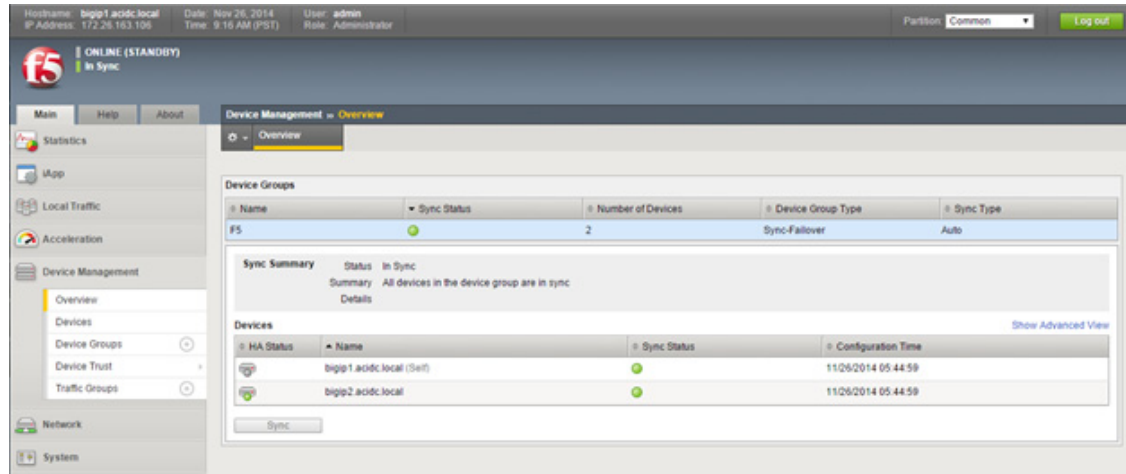 Hostname: bigip1.acidc.local Date: Nov 26, 2014 User: admin
IP Address: 172.26.163.106 Time: 9:16 AM (PST) Role: Administrator
Partition: Common Log out
f5
ONLINE (STANDBY)
In Sync
Main Help About
Device Management » Overview
Overview
Statistics
iApp
Local Traffic
Acceleration
Device Management
Overview
Devices
Device Groups
Device Trust
Traffic Groups
Network
System
Device Groups
Name Sync Status Number of Devices Device Group Type Sync Type
F5 2 Sync-Failover Auto
Sync Summary Status In Sync
Summary All devices in the device group are in sync
Details
Devices Show Advanced View
HA Status Name Sync Status Configuration Time
bigip1.acidc.local (Self) 11/26/2014 05:44:59
bigip2.acidc.local 11/26/2014 05:44:59
Sync